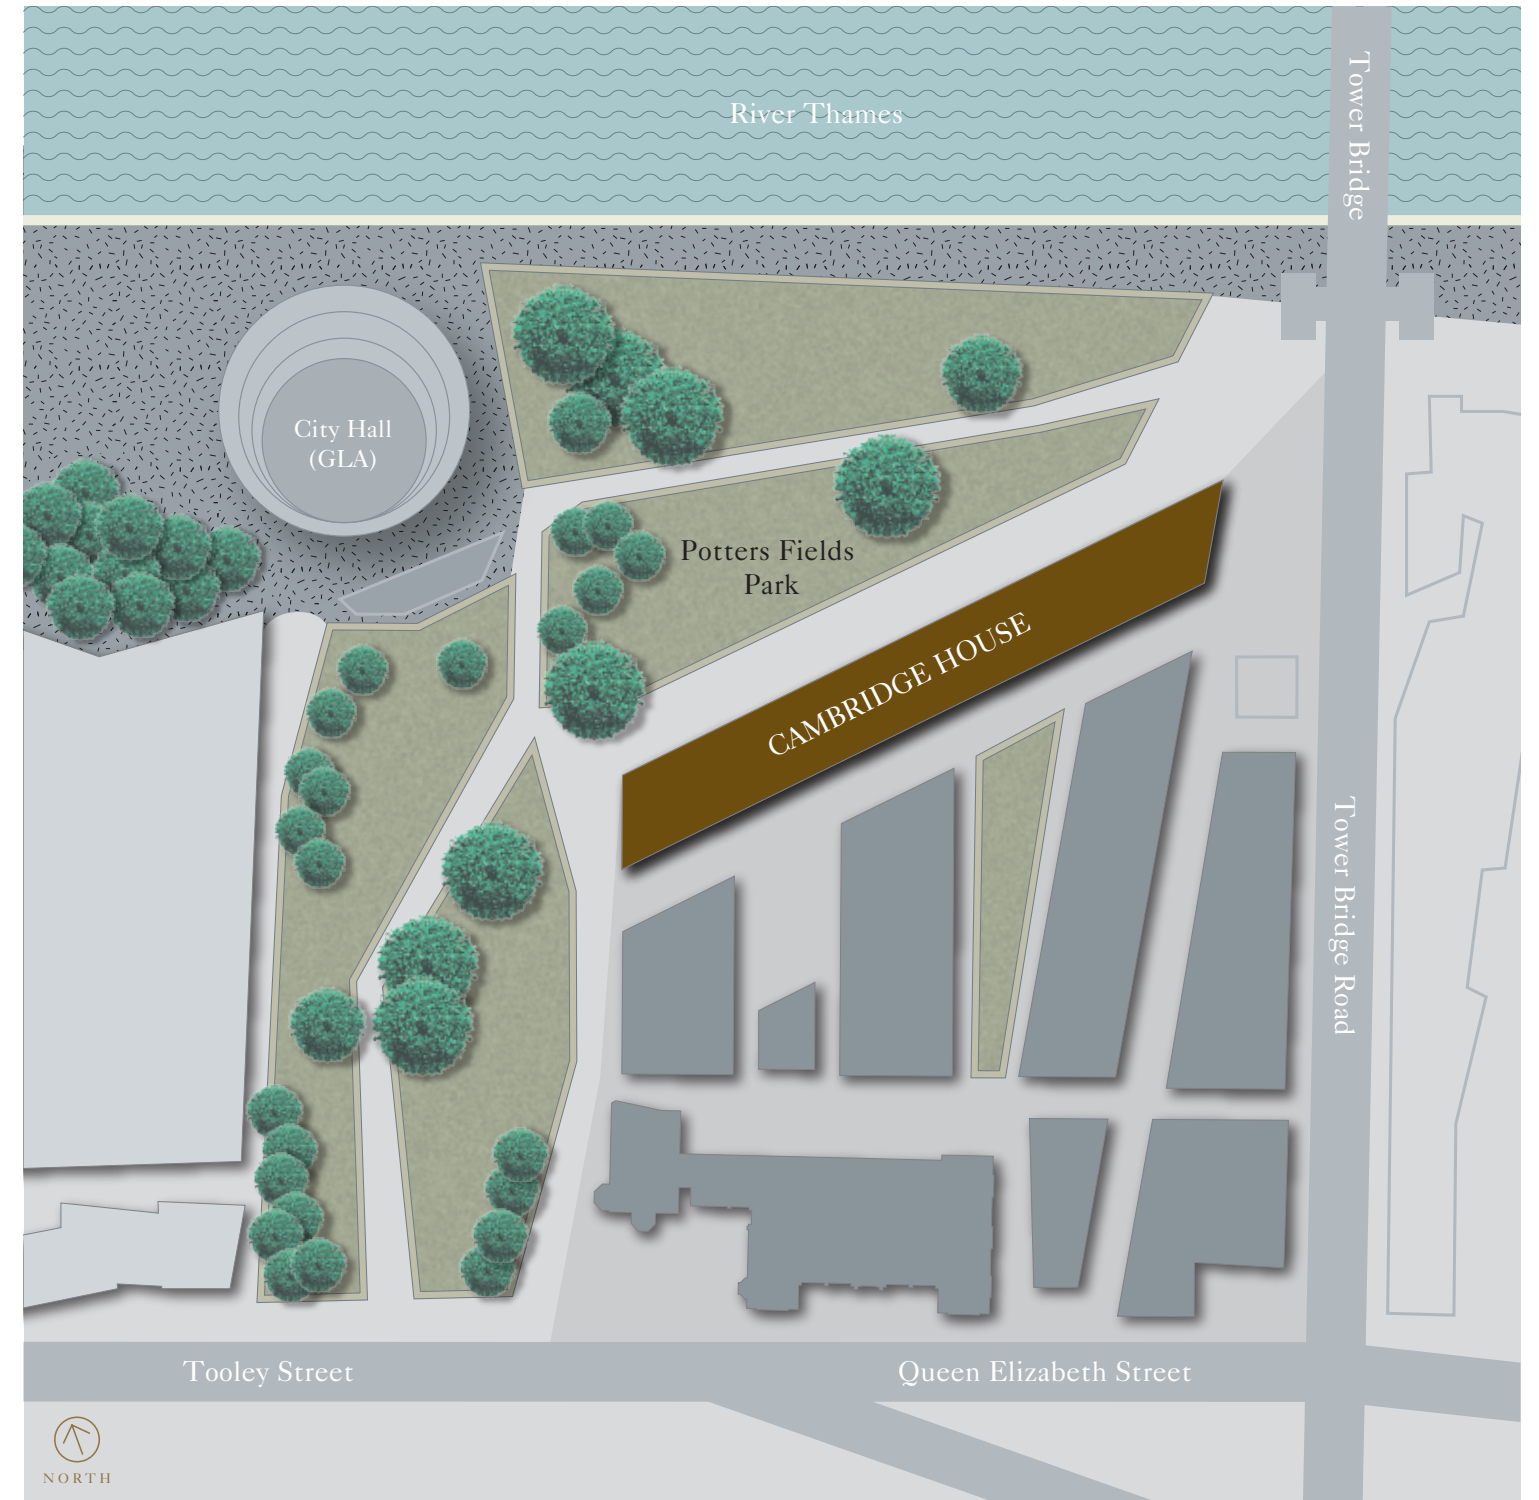 Tower Bridge
River Thames
City Hall
(GLA)
Potters Fields
Park
CAMBRIDGE HOUSE
Tower Bridge Road
Tooley Street
Queen Elizabeth Street
NORTH